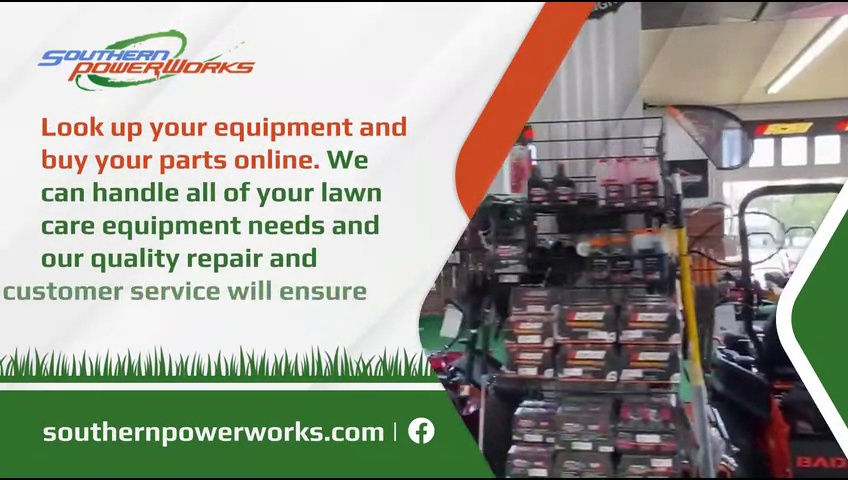 SOUTHERN
POWERWORKS
Look up your equipment and
buy your parts online. We
can handle all of your lawn
care equipment needs and
our quality repair and
customer service will ensure
southernpowerworks.com |
BAD